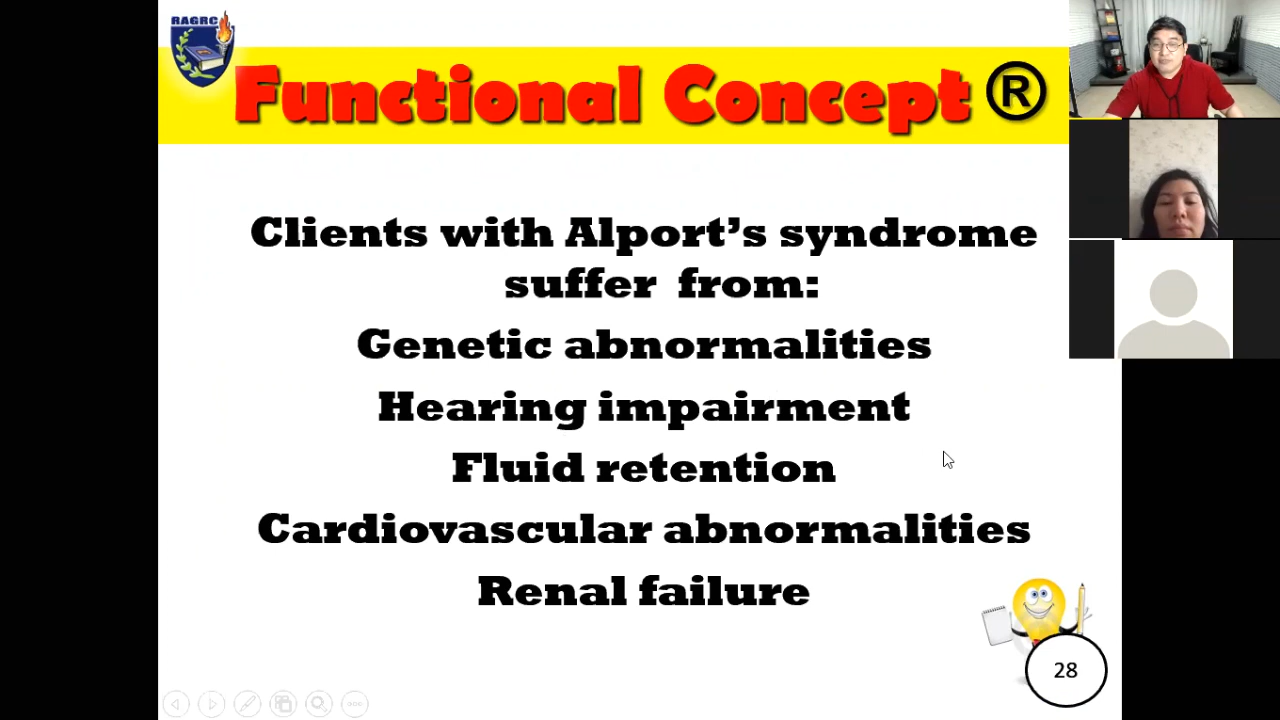 RAGRC
Functional Concept ®
Clients with Alport’s syndrome
suffer from:
Genetic abnormalities
Hearing impairment
Fluid retention
Cardiovascular abnormalities
Renal failure
28